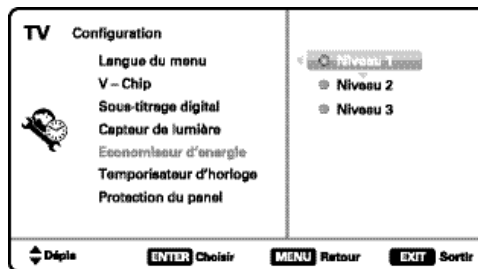 TV Configuration
Langue du menu
V – Chip
Sous-titrage digital
Capteur de lumière
Economiseur d'energie
Temporisateur d'horloge
Protection du panel
Niveau 1
Niveau 2
Niveau 3
Dépla ENTER Choisir MENU Retour EXIT Sortir